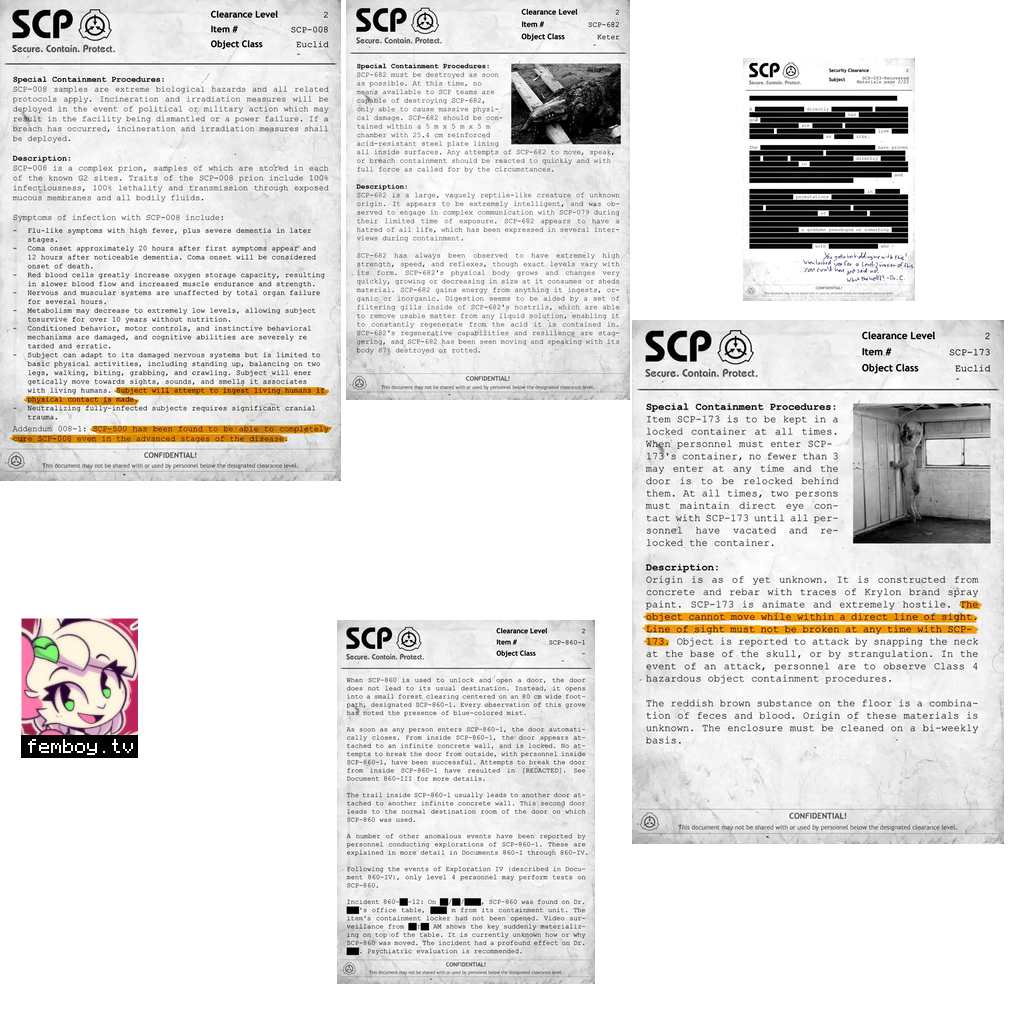 SCP
Secure. Contain. Protect.
Clearance Level 2
Item # SCP-008
Object Class Euclid
-
Special Containment Procedures:
SCP-008 samples are extreme biological hazards and all related
protocols apply. Incineration and irradiation measures will be
deployed in the event of political or military action which may
result in the facility being dismantled or a power failure. If a
breach has occurred, incineration and irradiation measures shall
be deployed.
Description:
SCP-008 is a complex prion, samples of which are stored in each
of the known G2 sites. Traits of the SCP-008 prion include 100%
infectiousness, 100% lethality and transmission through exposed
mucous membranes and all bodily fluids.
Symptoms of infection with SCP-008 include:
- Flu-like symptoms with high fever, plus severe dementia in later
stages.
- Coma onset approximately 20 hours after first symptoms appear and
12 hours after noticeable dementia. Coma onset will be considered
onset of death.
- Red blood cells greatly increase oxygen storage capacity, resulting
in slower blood flow and increased muscle endurance and strength.
- Nervous and muscular systems are unaffected by total organ failure
for several hours.
- Metabolism may decrease to extremely low levels, allowing subject
tosurvive for over 10 years without nutrition.
- Conditioned behavior, motor controls, and instinctive behavioral
mechanisms are damaged, and cognitive abilities are severely re
tarded and erratic.
- Subject can adapt to its damaged nervous system but is limited to
basic physical activities, including standing up, balancing on two
legs, walking, biting, grabbing, and crawling. Subject will ener
getically move towards sights, sounds, and smells it associates
with living humans. Subject will attempt to ingest living humans if
physical contact is made.
- Neutralizing fully-infected subjects requires significant cranial
trauma.
Addendum 008-1: SCP-500 has been found to be able to completely
cure SCP-008 even in the advanced stages of the disease.
CONFIDENTIAL!
This document may not be shared with or used by personnel below the designated clearance level.
SCP
Secure. Contain. Protect.
Clearance Level 2
Item # SCP-682
Object Class Keter
-
Special Containment Procedures:
SCP-682 must be destroyed as soon
as possible. At this time, no
means available to SCP teams are
capable of destroying SCP-682,
only able to cause massive physi-
cal damage. SCP-682 should be con-
tained within a 5 m x 5 m x 5 m
chamber with 25.4 cm reinforced
acid-resistant steel plate lining
all inside surfaces. Any attempts of SCP-682 to move, speak,
or breach containment should be reacted to quickly and with
full force as called for by the circumstances.
Description:
SCP-682 is a large, vaguely reptile-like creature of unknown
origin. It appears to be extremely intelligent, and was ob-
served to engage in complex communication with SCP-079 during
their limited time of exposure. SCP-682 appears to have a
hatred of all life, which has been expressed in several inter-
views during containment.
SCP-682 has always been observed to have extremely high
strength, speed, and reflexes, though exact levels vary with
its form. SCP-682's physical body grows and changes very
quickly, growing or decreasing in size at it consumes or sheds
material. SCP-682 gains energy from anything it ingests, or-
ganic or inorganic. Digestion seems to be aided by a set of
filtering gills inside of SCP-682's nostrils, which are able
to remove usable matter from any liquid solution, enabling it
to constantly regenerate from the acid it is contained in.
SCP-682's regenerative capabilities and resilience are stag-
gering, and SCP-682 has been seen moving and speaking with its
body 87% destroyed or rotted.
CONFIDENTIAL!
This document may not be shared with or used by personnel below the designated clearance level.
SCP
Secure. Contain. Protect.
Security Clearance 2
Subject SCP-093-Recovered
Materials page 2/23
A directly
has
and
are live
on view.
The have proven
directly
to
and
in
permutations
of
a goddamn pseudogod or something
with who -
What the hell? -Dr. C.
CONFIDENTIAL!
SCP
Secure. Contain. Protect.
Clearance Level 2
Item # SCP-173
Object Class Euclid
-
Special Containment Procedures:
Item SCP-173 is to be kept in a
locked container at all times.
When personnel must enter SCP-
173's container, no fewer than 3
may enter at any time and the
door is to be relocked behind
them. At all times, two persons
must maintain direct eye con-
tact with SCP-173 until all per-
sonnel have vacated and re-
locked the container.
Description:
Origin is as of yet unknown. It is constructed from
concrete and rebar with traces of Krylon brand spray
paint. SCP-173 is animate and extremely hostile. The
object cannot move while within a direct line of sight.
Line of sight must not be broken at any time with SCP-
173. Object is reported to attack by snapping the neck
at the base of the skull, or by strangulation. In the
event of an attack, personnel are to observe Class 4
hazardous object containment procedures.
The reddish brown substance on the floor is a combina-
tion of feces and blood. Origin of these materials is
unknown. The enclosure must be cleaned on a bi-weekly
basis.
CONFIDENTIAL!
This document may not be shared with or used by personnel below the designated clearance level.
femboy.tv
SCP
Secure. Contain. Protect.
Clearance Level 2
Item # SCP-860-1
Object Class -
-
When SCP-860 is used to unlock and open a door, the door
does not lead to its usual destination. Instead, it opens
into a small forest clearing centered on an 80 cm wide foot-
path, designated SCP-860-1. Every observation of this grove
has noted the presence of blue-colored mist.
As soon as any person enters SCP-860-1, the door automati-
cally closes. From inside SCP-860-1, the door appears at-
tached to an infinite concrete wall, and is locked. No at-
tempts to break the door from outside, with personnel inside
SCP-860-1, have been successful. Attempts to break the door
from inside SCP-860-1 have resulted in [REDACTED]. See
Document 860-III for more details.
The trail inside SCP-860-1 usually leads to another door at-
tached to another infinite concrete wall. This second door
leads to the normal destination room of the door on which
SCP-860 was used.
A number of other anomalous events have been reported by
personnel conducting explorations of SCP-860-1. These are
explained in more detail in Documents 860-I through 860-IV.
Following the events of Exploration IV (described in Docu-
ment 860-IV), only level 4 personnel may perform tests on
SCP-860.
Incident 860- -12: On / / , SCP-860 was found on Dr.
's office table, m from its containment unit. The
item's containment locker had not been opened. Video sur-
veillance from : AM shows the key suddenly materializ-
ing on top of the table. It is currently unknown how or why
SCP-860 was moved. The incident had a profound effect on Dr.
. Psychiatric evaluation is recommended.
CONFIDENTIAL!
This document may not be shared with or used by personnel below the designated clearance level.